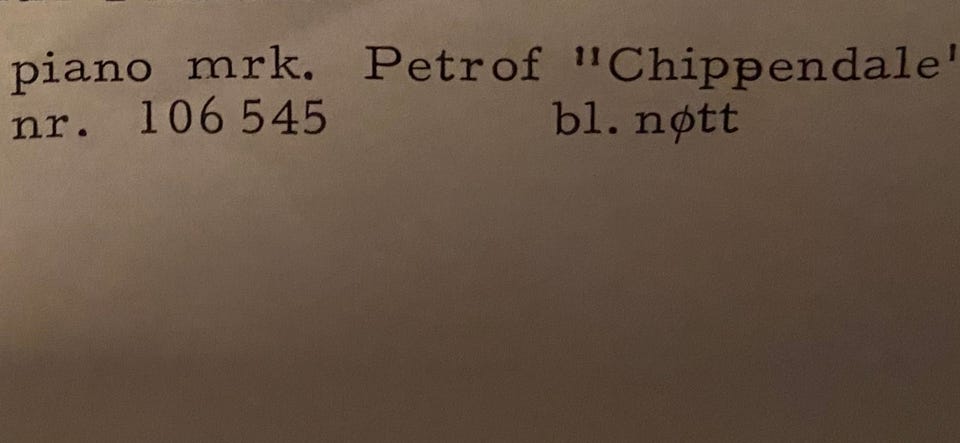 piano mrk. Petrof "Chippendale'
nr. 106 545 bl. nøtt